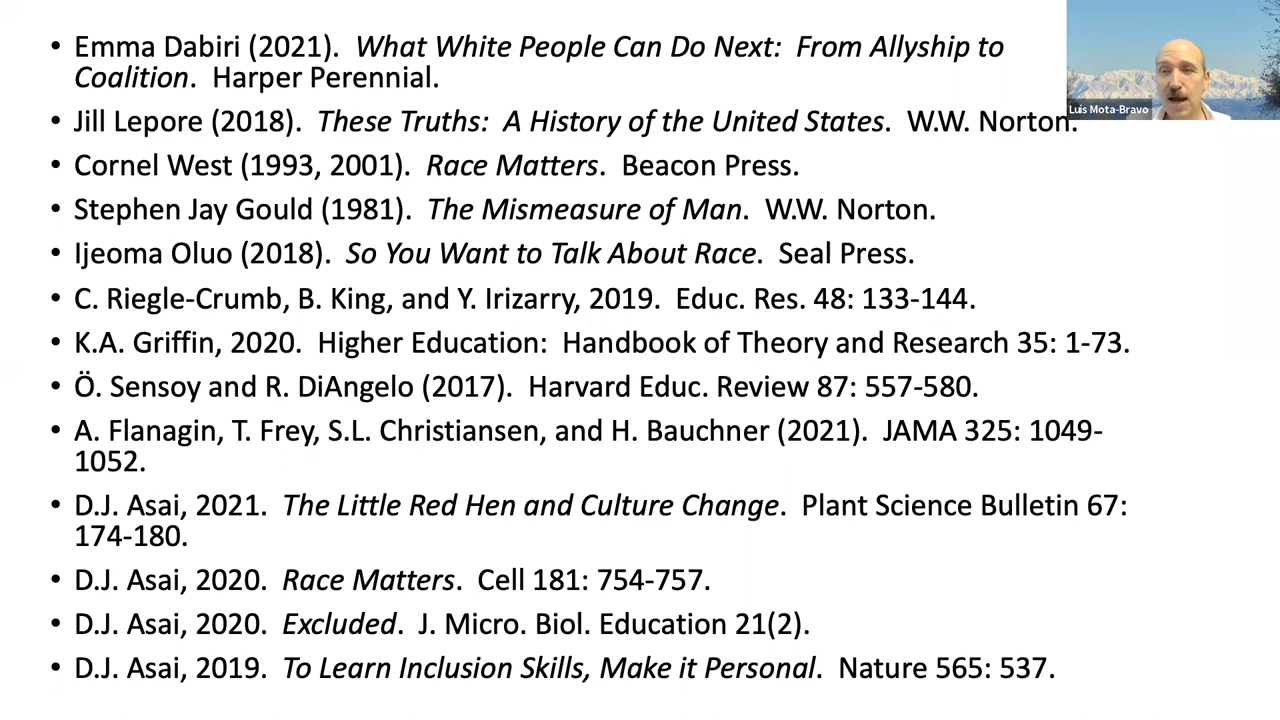 • Emma Dabiri (2021).  What White People Can Do Next:  From Allyship to
Coalition.  Harper Perennial.
• Jill Lepore (2018).  These Truths:  A History of the United States.  W.W. Norton.
• Cornel West (1993, 2001).  Race Matters.  Beacon Press.
• Stephen Jay Gould (1981).  The Mismeasure of Man.  W.W. Norton.
• Ijeoma Oluo (2018).  So You Want to Talk About Race.  Seal Press.
• C. Riegle-Crumb, B. King, and Y. Irizarry, 2019.  Educ. Res. 48: 133-144.
• K.A. Griffin, 2020.  Higher Education:  Handbook of Theory and Research 35: 1-73.
• Ö. Sensoy and R. DiAngelo (2017).  Harvard Educ. Review 87: 557-580.
• A. Flanagin, T. Frey, S.L. Christiansen, and H. Bauchner (2021).  JAMA 325: 1049-
1052.
• D.J. Asai, 2021.  The Little Red Hen and Culture Change.  Plant Science Bulletin 67:
174-180.
• D.J. Asai, 2020.  Race Matters.  Cell 181: 754-757.
• D.J. Asai, 2020.  Excluded.  J. Micro. Biol. Education 21(2).
• D.J. Asai, 2019.  To Learn Inclusion Skills, Make it Personal.  Nature 565: 537.
Luis Mota-Bravo